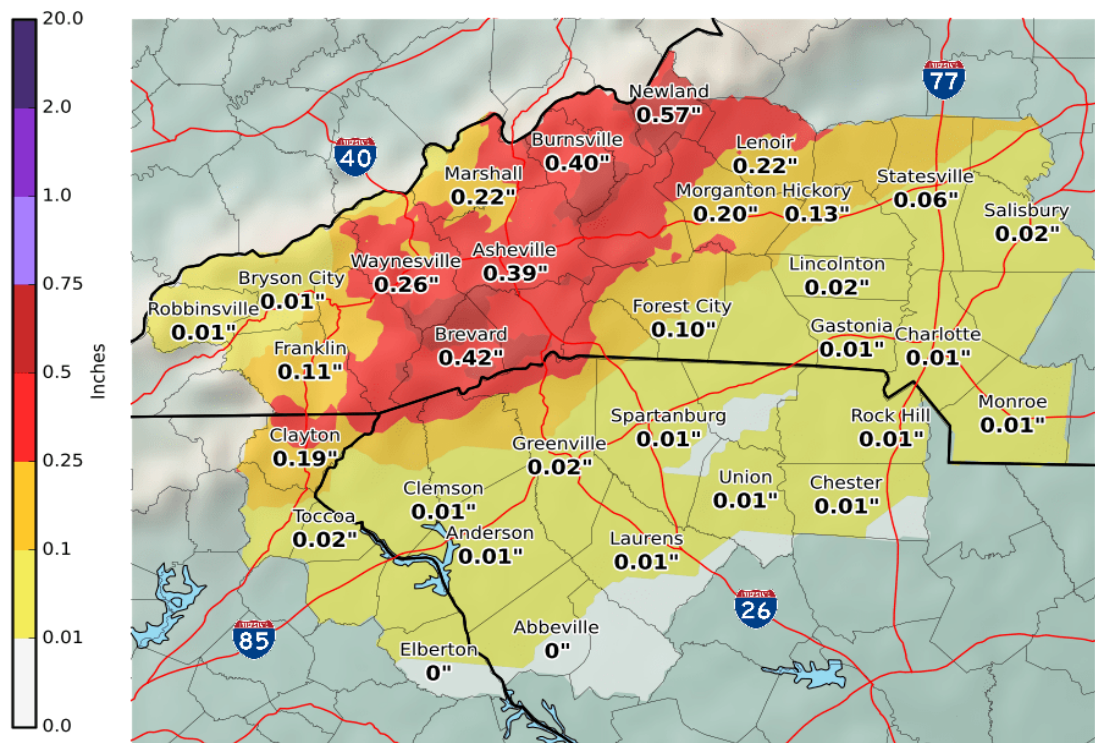 20.0
2.0
1.0
0.75
0.5
0.25
0.1
0.01
0.0
Inches
Newland
0.57"
77
Burnsville
0.40"
Lenoir
0.22"
40
Marshall
0.22"
Morganton Hickory
0.20" 0.13"
Statesville
0.06"
Salisbury
0.02"
Asheville
0.39"
Waynesville
0.26"
Bryson City
0.01"
Lincolnton
0.02"
Robbinsville
0.01"
Forest City
0.10"
Brevard
0.42"
Gastonia
0.01"
Charlotte
0.01"
Franklin
0.11"
Monroe
0.01"
Rock Hill
0.01"
Spartanburg
0.01"
Clayton
0.19"
Greenville
0.02"
Union
0.01"
Chester
0.01"
Clemson
0.01"
Toccoa
0.02"
Anderson
0.01"
Laurens
0.01"
26
85
Abbeville
0"
Elberton
0"